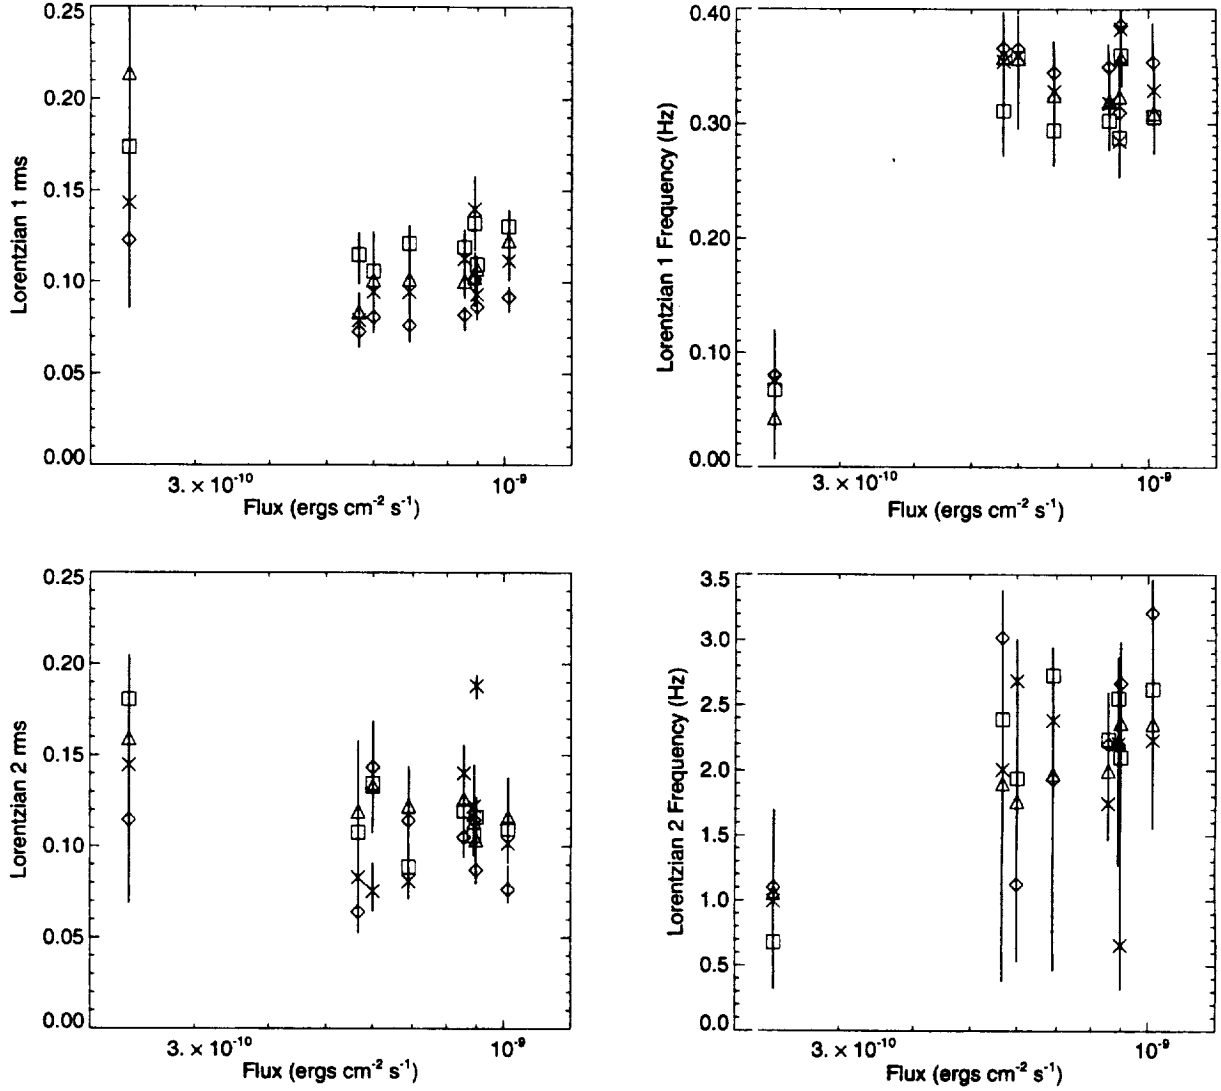 0.25
0.20
0.15
0.10
0.05
0.00
Lorentzian 1 rms
3. × 10⁻¹⁰
10⁻⁹
Flux (ergs cm⁻² s⁻¹)
0.40
0.30
0.20
0.10
0.00
Lorentzian 1 Frequency (Hz)
3. × 10⁻¹⁰
10⁻⁹
Flux (ergs cm⁻² s⁻¹)
0.25
0.20
0.15
0.10
0.05
0.00
Lorentzian 2 rms
3. × 10⁻¹⁰
10⁻⁹
Flux (ergs cm⁻² s⁻¹)
3.5
3.0
2.5
2.0
1.5
1.0
0.5
0.0
Lorentzian 2 Frequency (Hz)
3. × 10⁻¹⁰
10⁻⁹
Flux (ergs cm⁻² s⁻¹)